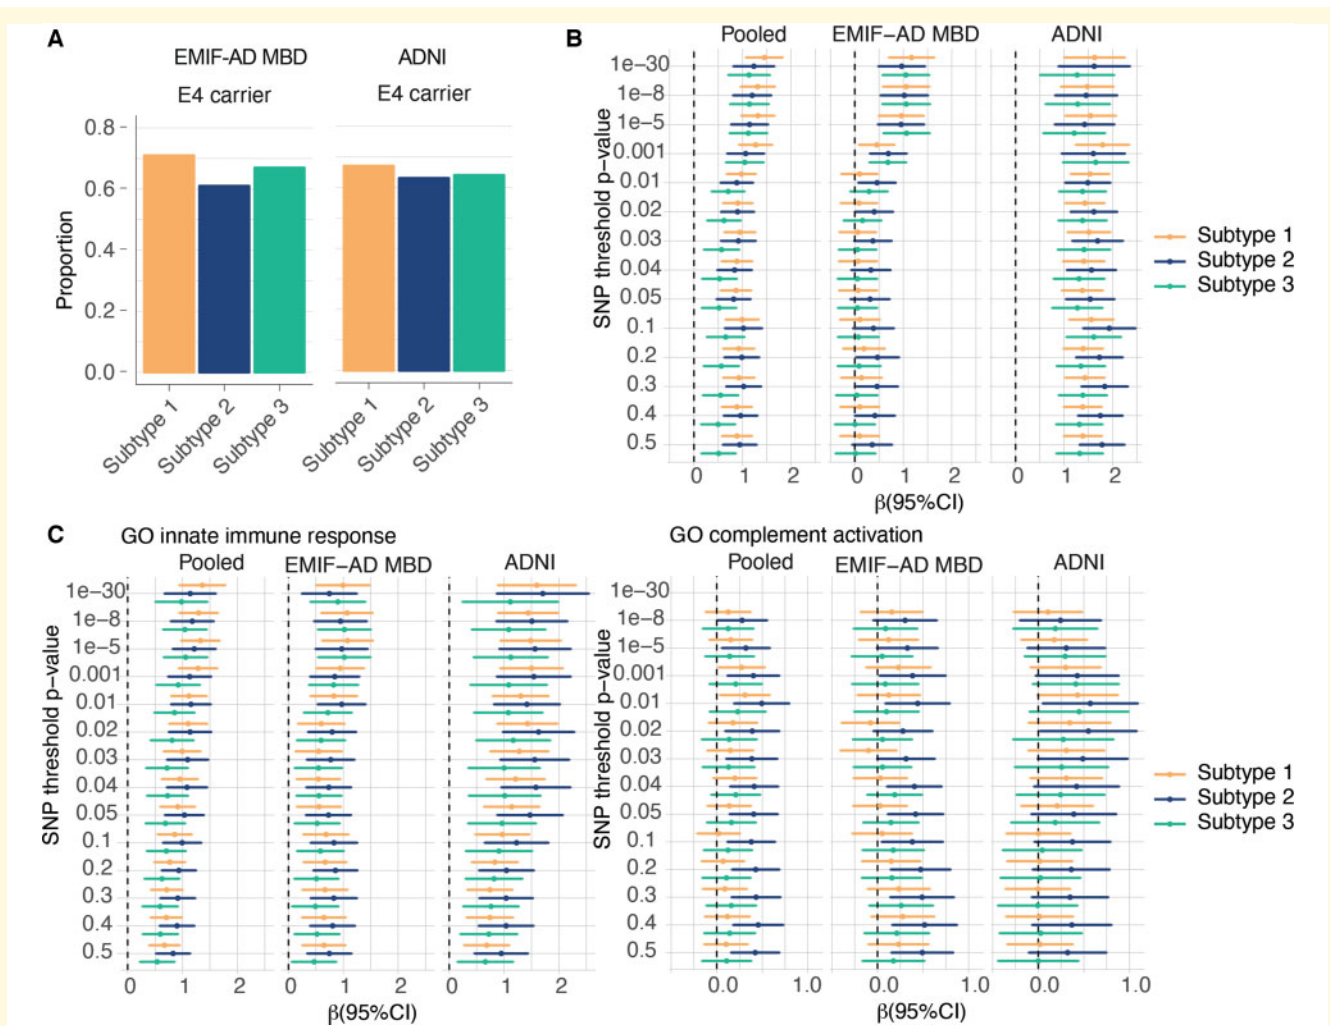 A
EMIF-AD MBD
ADNI
E4 carrier
E4 carrier
Proportion
0.8
0.6
0.4
0.2
0.0
Subtype 1
Subtype 2
Subtype 3
Subtype 1
Subtype 2
Subtype 3
B
Pooled
EMIF−AD MBD
ADNI
SNP threshold p−value
1e−30
1e−8
1e−5
0.001
0.01
0.02
0.03
0.04
0.05
0.1
0.2
0.3
0.4
0.5
0 1 2
0 1 2
0 1 2
β(95%CI)
Subtype 1
Subtype 2
Subtype 3
C
GO innate immune response
Pooled
EMIF−AD MBD
ADNI
SNP threshold p−value
1e−30
1e−8
1e−5
0.001
0.01
0.02
0.03
0.04
0.05
0.1
0.2
0.3
0.4
0.5
0 1 2
0 1 2
0 1 2
β(95%CI)
GO complement activation
Pooled
EMIF−AD MBD
ADNI
SNP threshold p−value
1e−30
1e−8
1e−5
0.001
0.01
0.02
0.03
0.04
0.05
0.1
0.2
0.3
0.4
0.5
0.0 1.0
0.0 1.0
0.0 1.0
β(95%CI)
Subtype 1
Subtype 2
Subtype 3